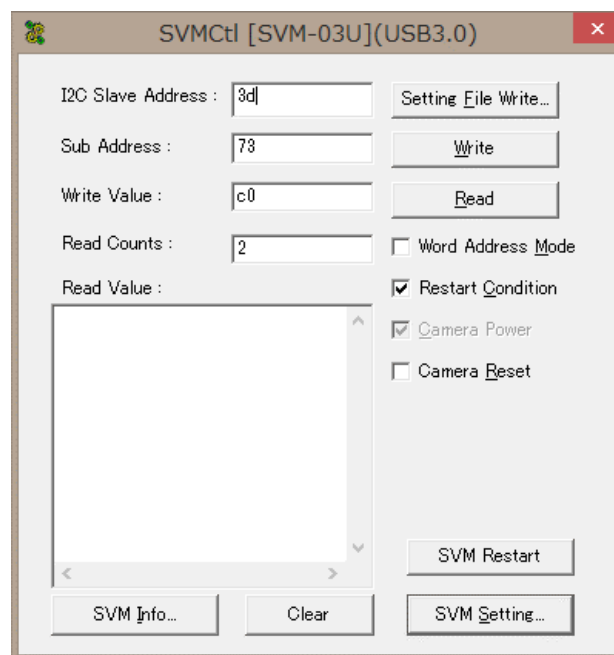 SVMCtl [SVM-03U](USB3.0)
I2C Slave Address : 3d Setting File Write...
Sub Address : 73 Write
Write Value : c0 Read
Read Counts : 2 Word Address Mode
Read Value : Restart Condition
Camera Power
Camera Reset
SVM Restart
SVM Info... Clear SVM Setting...